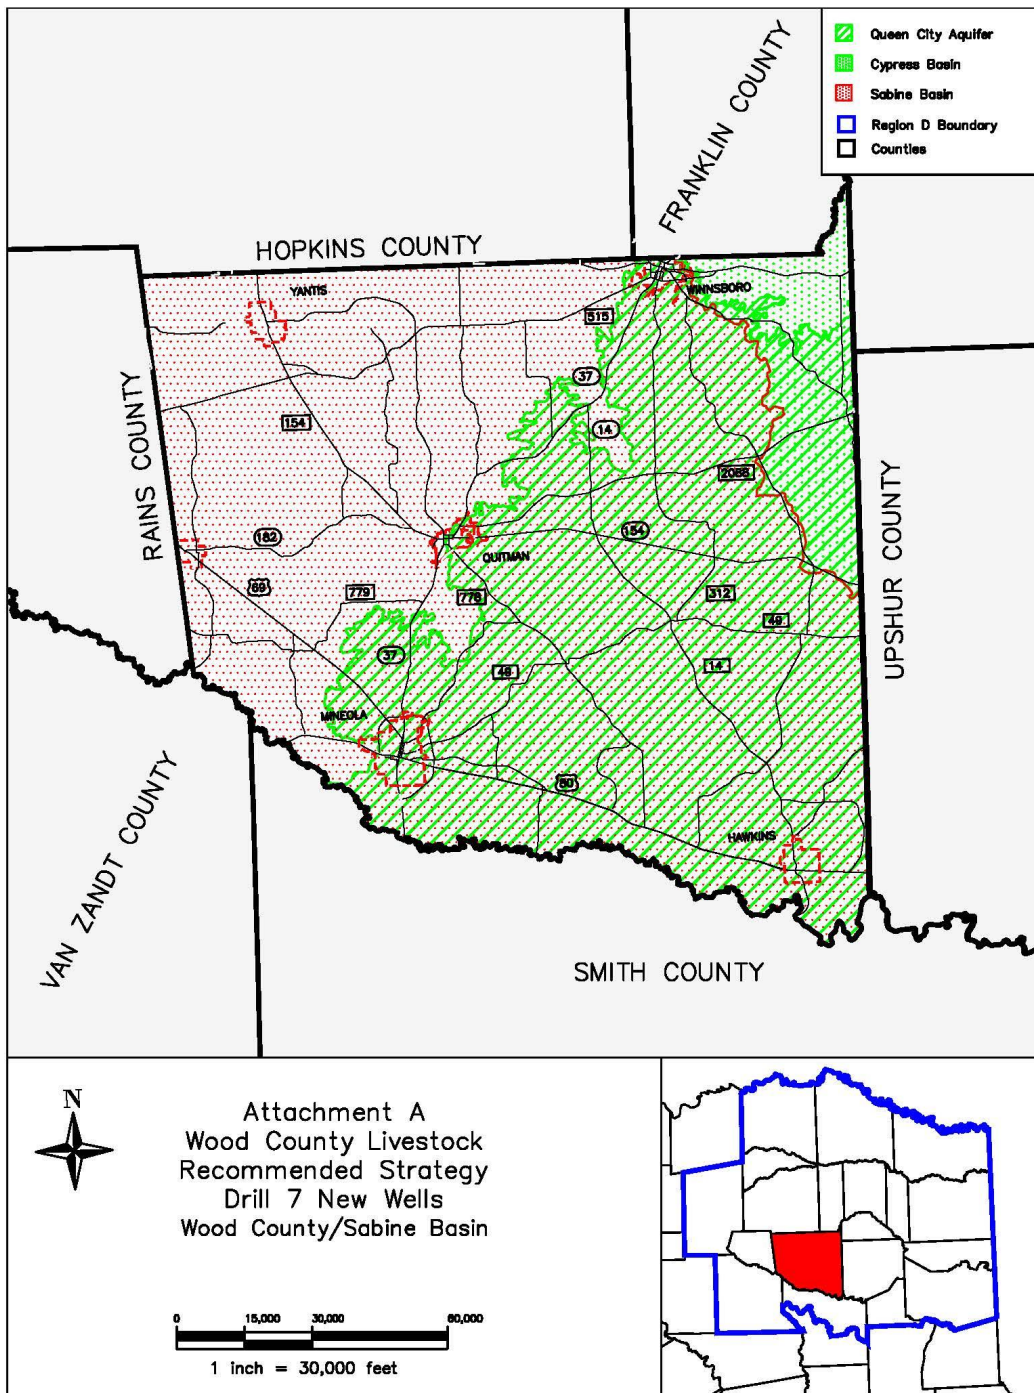 Queen City Aquifer
Cypress Basin
Sabine Basin
Region D Boundary
Counties
FRANKLIN COUNTY
HOPKINS COUNTY
YANTIS
WINNSBORO
515
37
14
154
RAINS COUNTY
2088
182
154
QUITMAN
UPSHUR COUNTY
69
779
778
312
49
37
49
14
MINEOLA
80
VAN ZANDT COUNTY
HAWKINS
SMITH COUNTY
N
Attachment A
Wood County Livestock
Recommended Strategy
Drill 7 New Wells
Wood County/Sabine Basin
0 15,000 30,000 60,000
1 inch = 30,000 feet